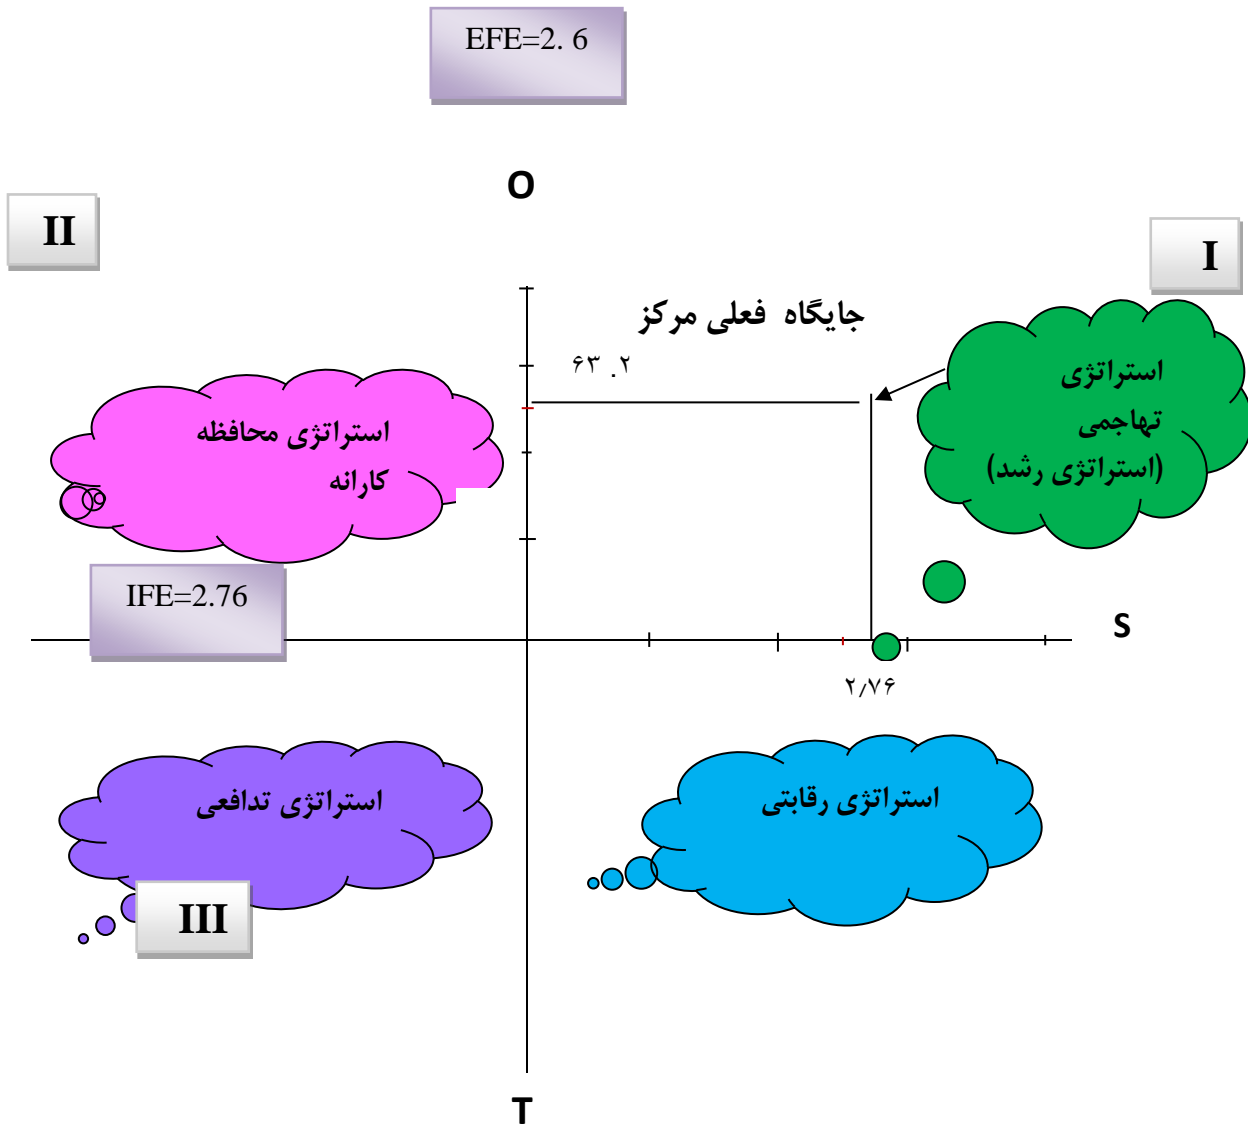 EFE=2. 6
O
II
I
جایگاه فعلی مرکز
۶۳ .۲
استراتژی
تهاجمی
(استراتژی رشد)
استراتژی محافظه
کارانه
IFE=2.76
S
۲/۷۶
استراتژی تدافعی
استراتژی رقابتی
III
T